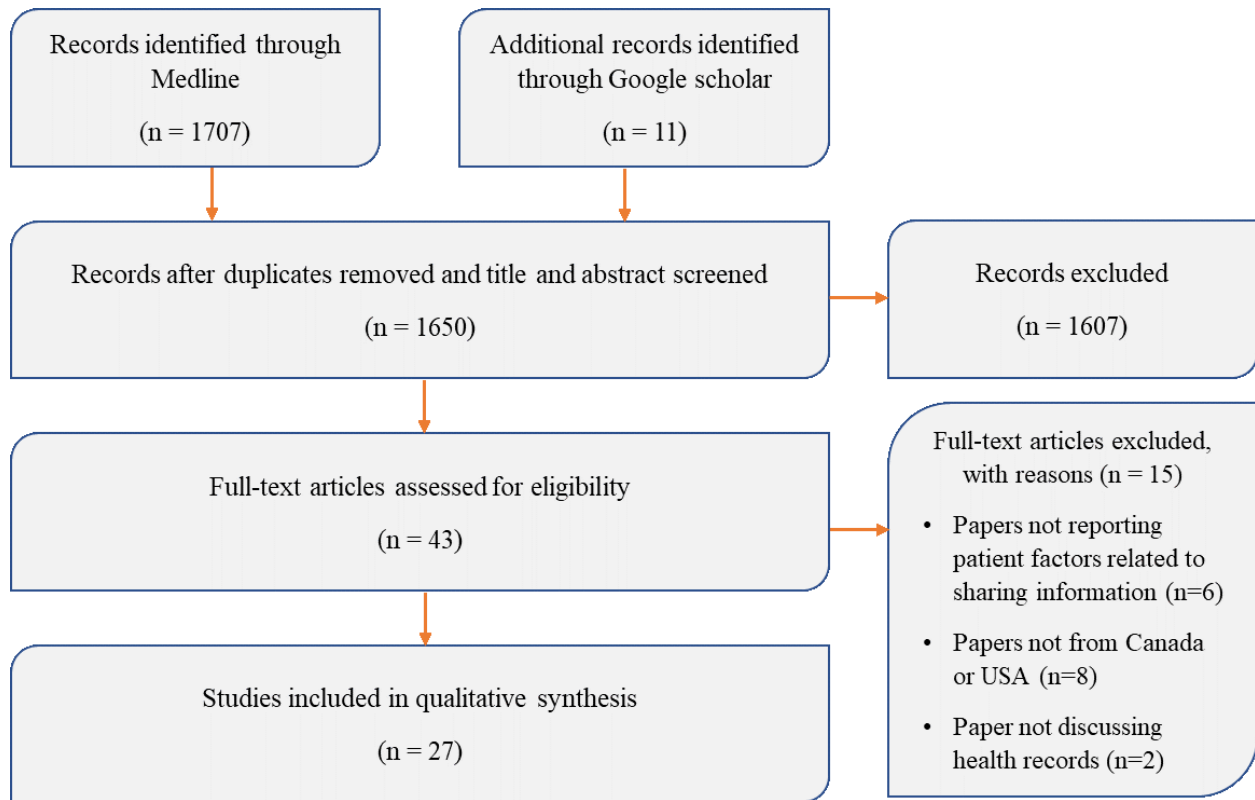 Records identified through
Medline
(n = 1707)
Additional records identified
through Google scholar
(n = 11)
Records after duplicates removed and title and abstract screened
(n = 1650)
Records excluded
(n = 1607)
Full-text articles assessed for eligibility
(n = 43)
Full-text articles excluded,
with reasons (n = 15)
• Papers not reporting
patient factors related to
sharing information (n=6)
• Papers not from Canada
or USA (n=8)
• Paper not discussing
health records (n=2)
Studies included in qualitative synthesis
(n = 27)